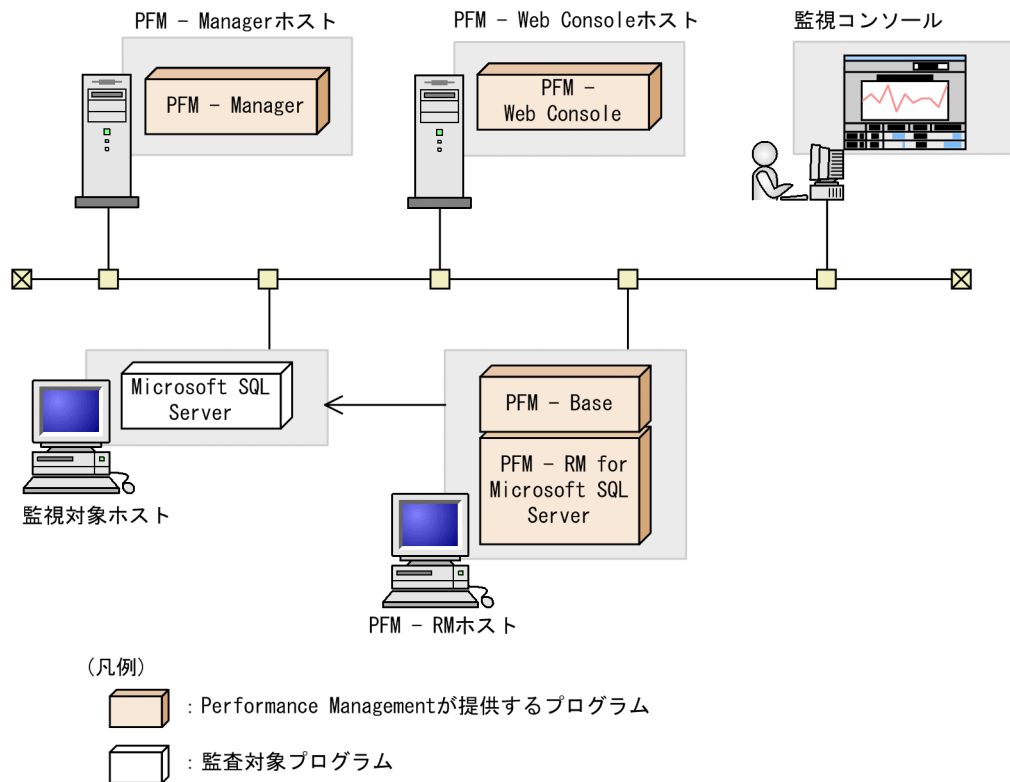 PFM - Managerホスト
PFM - Web Consoleホスト
監視コンソール
PFM - Manager
PFM -
Web Console
Microsoft SQL
Server
監視対象ホスト
PFM - Base
PFM - RM for
Microsoft SQL
Server
PFM - RMホスト
(凡例)
：Performance Managementが提供するプログラム
：監査対象プログラム